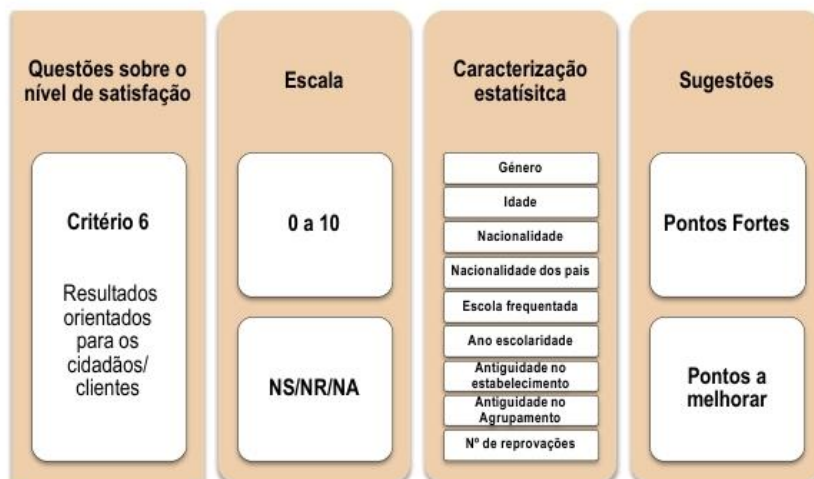 Questões sobre o
nível de satisfação
Critério 6
Resultados
orientados
para os
cidadãos/
clientes
Escala
0 a 10
NS/NR/NA
Caracterização
estatísitca
Género
Idade
Nacionalidade
Nacionalidade dos pais
Escola frequentada
Ano escolaridade
Antiguidade no
estabelecimento
Antiguidade no
Agrupamento
Nº de reprovações
Sugestões
Pontos Fortes
Pontos a
melhorar